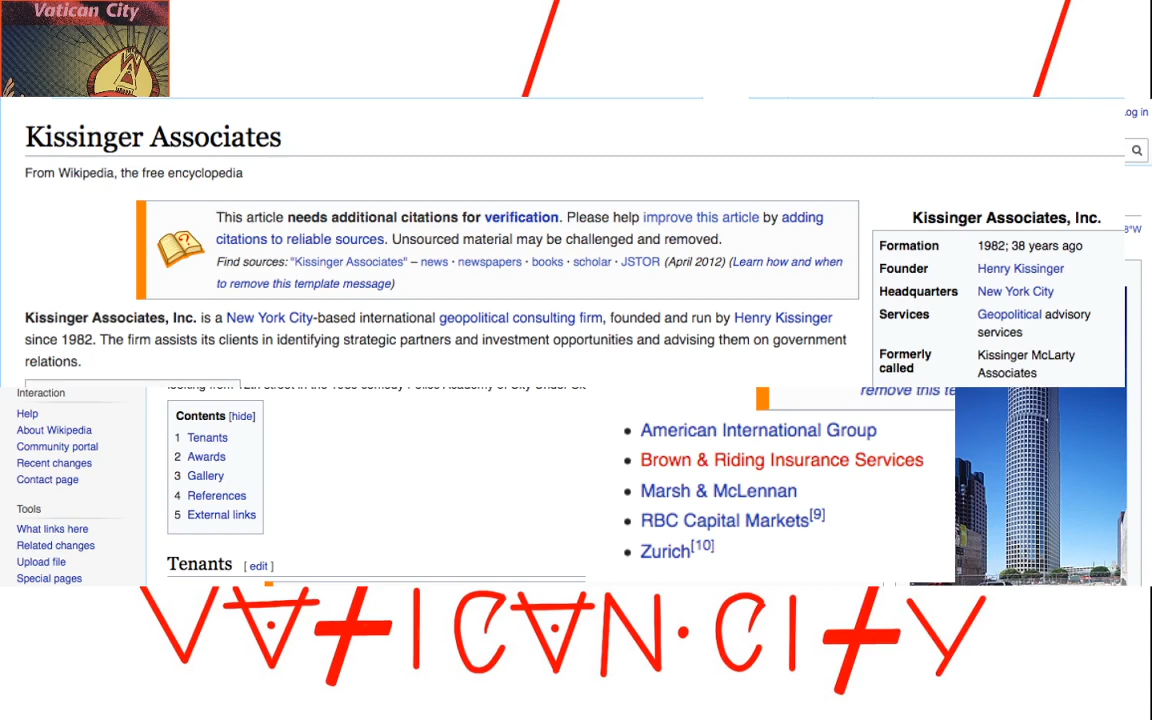 Vatican City
Kissinger Associates
From Wikipedia, the free encyclopedia
This article needs additional citations for verification. Please help improve this article by adding
citations to reliable sources. Unsourced material may be challenged and removed.
Find sources: "Kissinger Associates" – news · newspapers · books · scholar · JSTOR (April 2012) (Learn how and when
to remove this template message)
Kissinger Associates, Inc. is a New York City-based international geopolitical consulting firm, founded and run by Henry Kissinger
since 1982. The firm assists its clients in identifying strategic partners and investment opportunities and advising them on government
relations.
Log in
Kissinger Associates, Inc.
8°W
Formation 1982; 38 years ago
Founder Henry Kissinger
Headquarters New York City
Services Geopolitical advisory
services
Formerly Kissinger McLarty
called Associates
Interaction
Help
About Wikipedia
Community portal
Recent changes
Contact page
Tools
What links here
Related changes
Upload file
Special pages
Contents [hide]
1 Tenants
2 Awards
3 Gallery
4 References
5 External links
Tenants [ edit ]
remove this te
• American International Group
• Brown & Riding Insurance Services
• Marsh & McLennan
• RBC Capital Markets[9]
• Zurich[10]
VATICAN·CITY